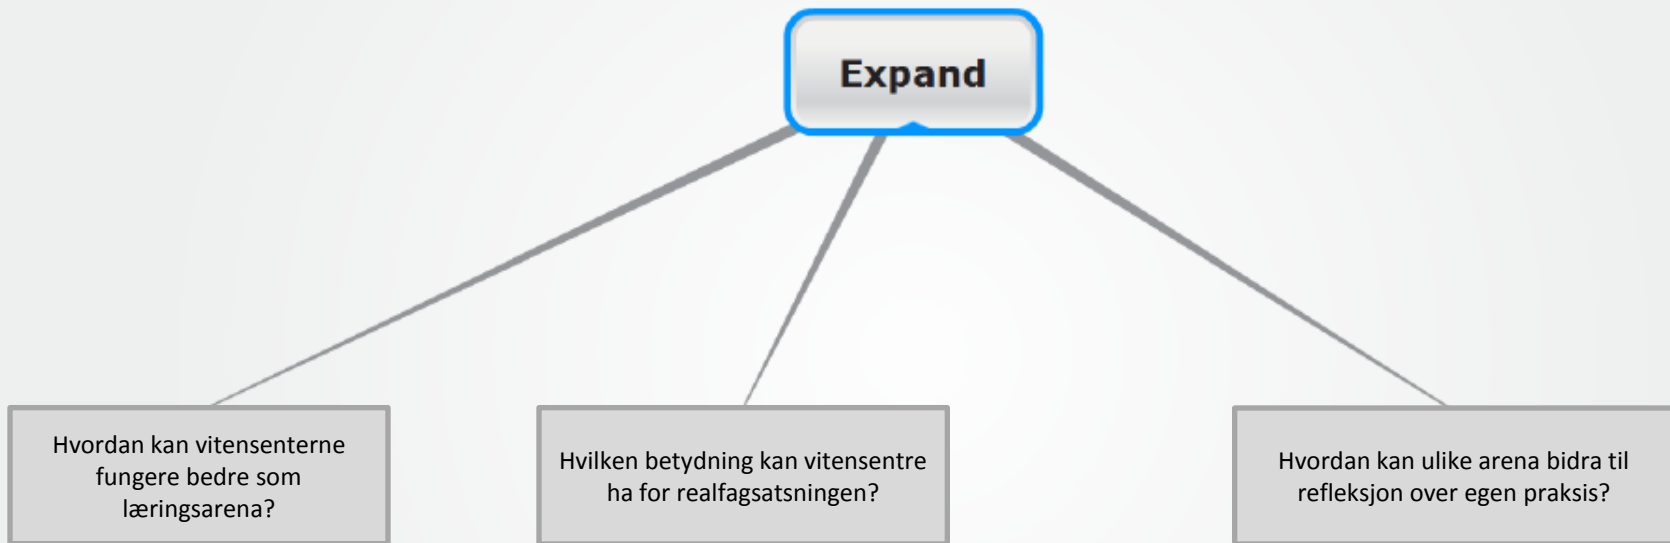 Expand
Hvordan kan vitensenterne
fungere bedre som
læringsarena?
Hvilken betydning kan vitensentre
ha for realfagsatsningen?
Hvordan kan ulike arena bidra til
refleksjon over egen praksis?